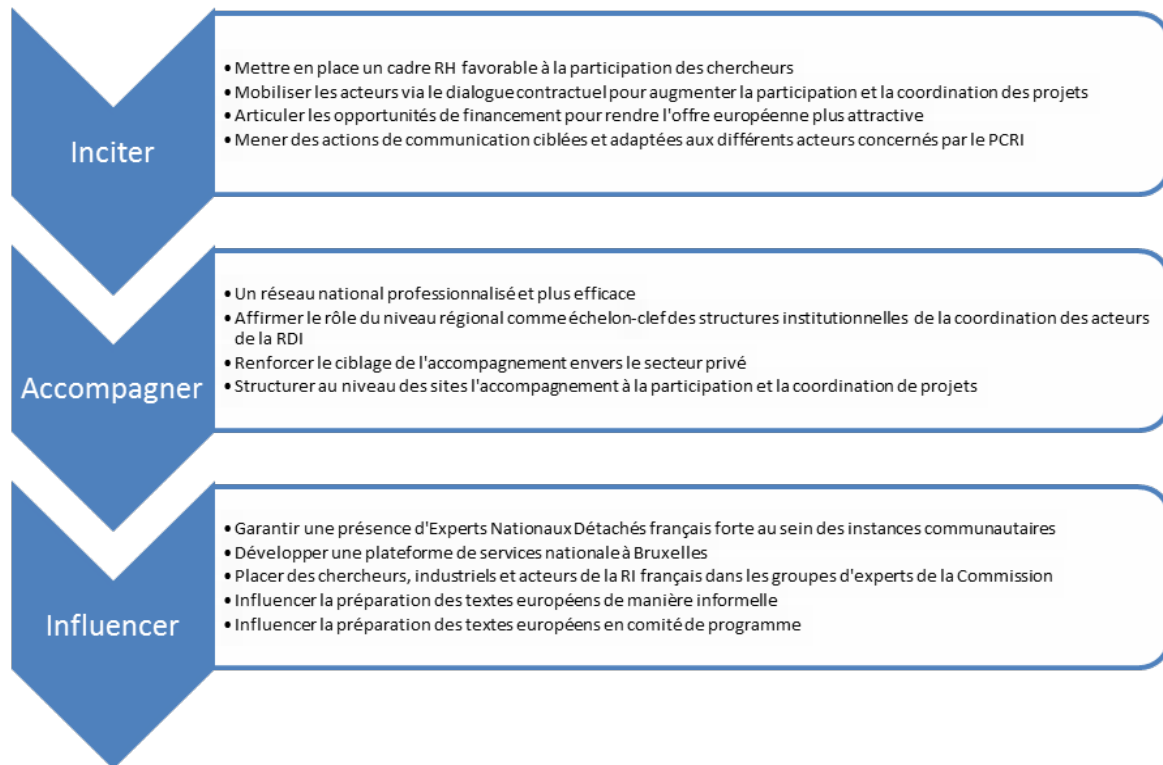 Inciter
• Mettre en place un cadre RH favorable à la participation des chercheurs
• Mobiliser les acteurs via le dialogue contractuel pour augmenter la participation et la coordination des projets
• Articuler les opportunités de financement pour rendre l'offre européenne plus attractive
• Mener des actions de communication ciblées et adaptées aux différents acteurs concernés par le PCRI
Accompagner
• Un réseau national professionnalisé et plus efficace
• Affirmer le rôle du niveau régional comme échelon-clef des structures institutionnelles de la coordination des acteurs
de la RDI
• Renforcer le ciblage de l'accompagnement envers le secteur privé
• Structurer au niveau des sites l'accompagnement à la participation et la coordination de projets
Influencer
• Garantir une présence d'Experts Nationaux Détachés français forte au sein des instances communautaires
• Développer une plateforme de services nationale à Bruxelles
• Placer des chercheurs, industriels et acteurs de la RI français dans les groupes d'experts de la Commission
• Influencer la préparation des textes européens de manière informelle
• Influencer la préparation des textes européens en comité de programme